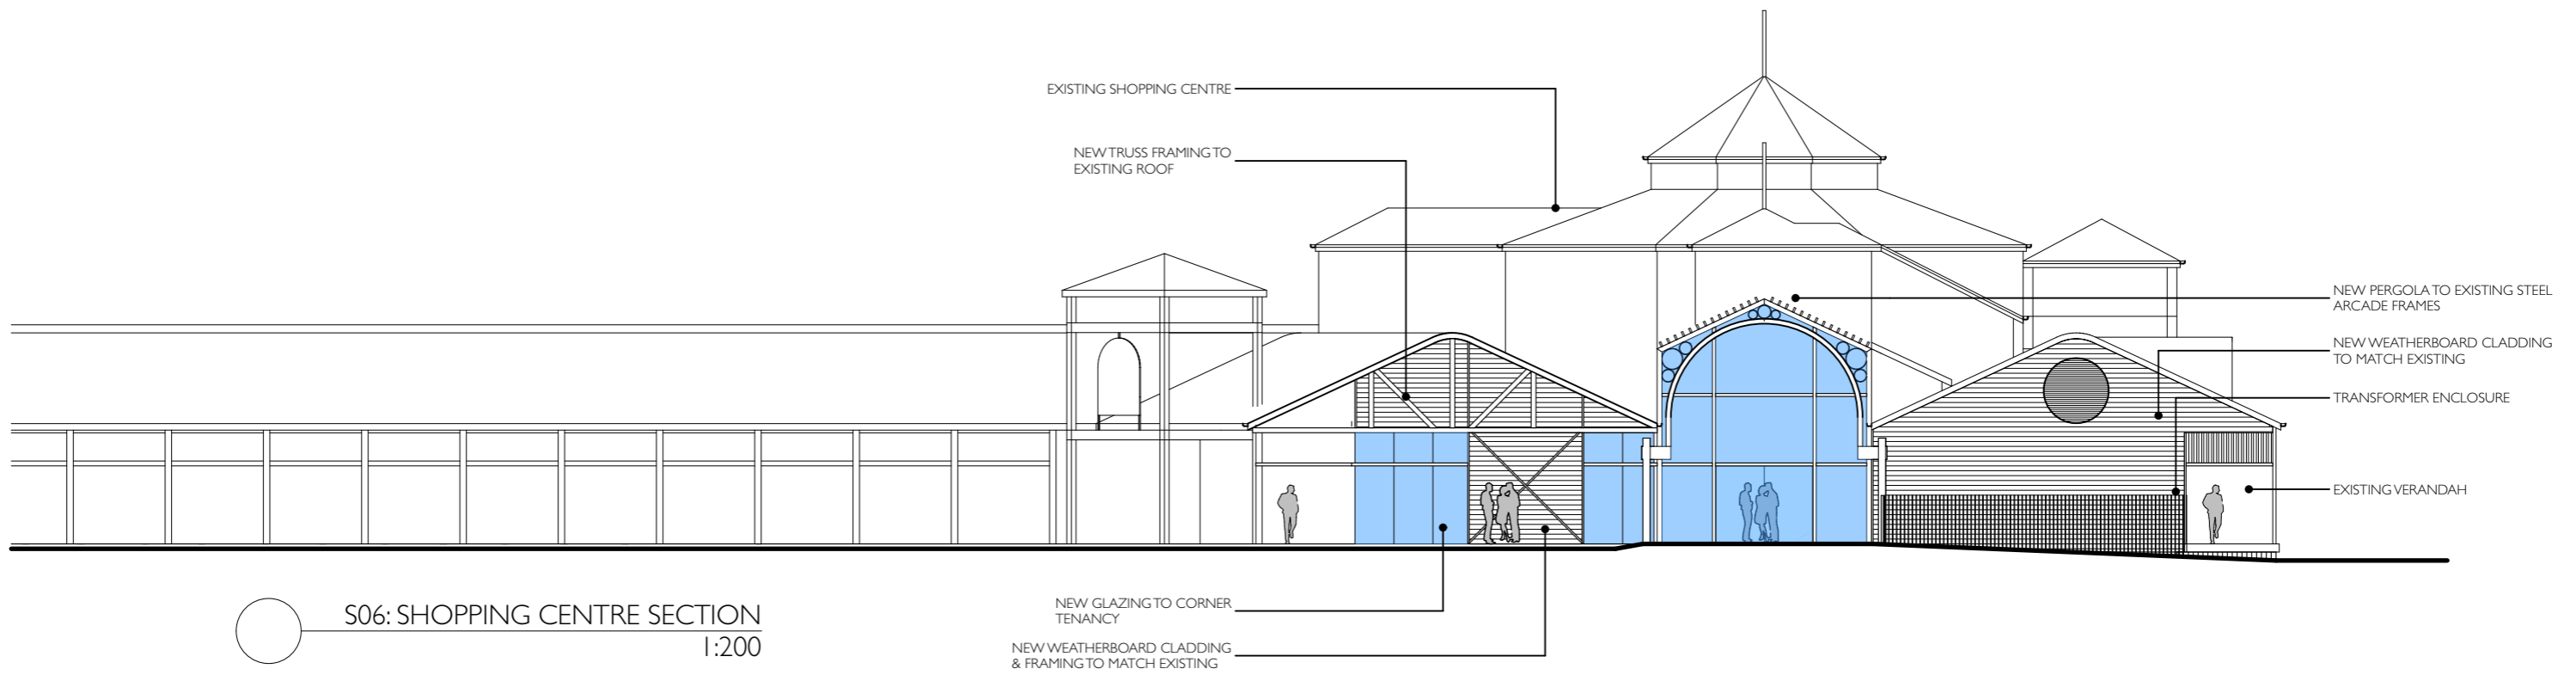 EXISTING SHOPPING CENTRE
NEW TRUSS FRAMING TO
EXISTING ROOF
NEW PERGOLA TO EXISTING STEEL
ARCADE FRAMES
NEW WEATHERBOARD CLADDING
TO MATCH EXISTING
TRANSFORMER ENCLOSURE
EXISTING VERANDAH
NEW GLAZING TO CORNER
TENANCY
NEW WEATHERBOARD CLADDING
& FRAMING TO MATCH EXISTING
S06: SHOPPING CENTRE SECTION
1:200